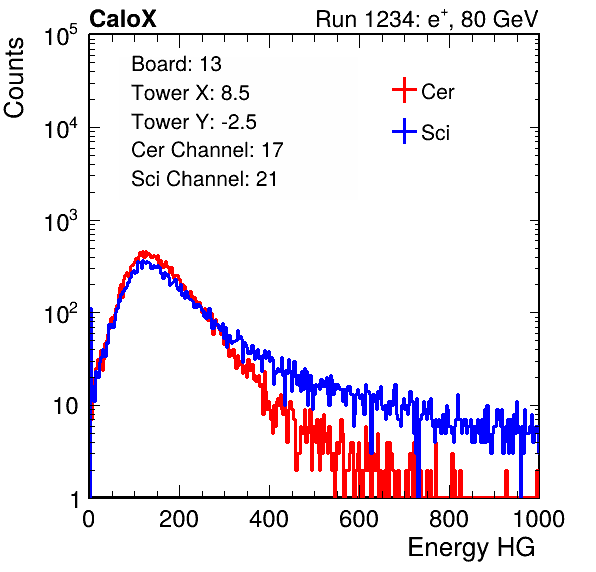 CaloX Run 1234: e⁺, 80 GeV
Counts
10⁵
10⁴
10³
10²
10
1
Board: 13
Tower X: 8.5
Tower Y: -2.5
Cer Channel: 17
Sci Channel: 21
Cer
Sci
0 200 400 600 800 1000
Energy HG